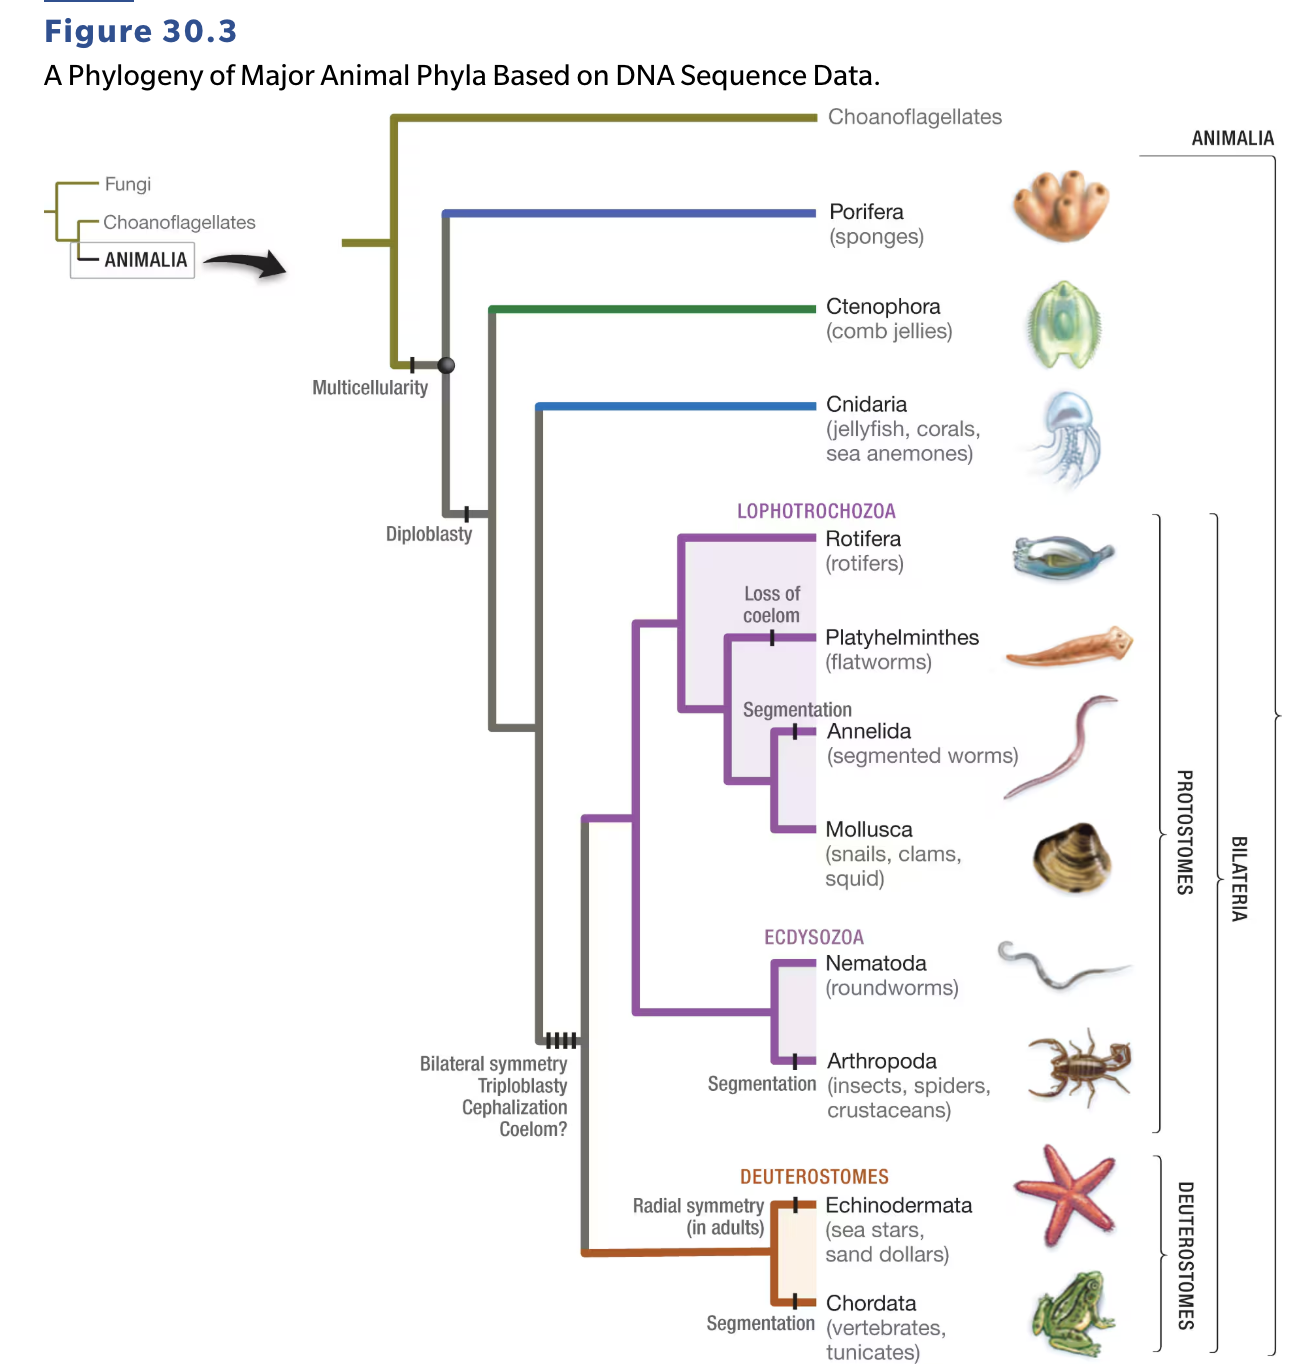 Figure 30.3
A Phylogeny of Major Animal Phyla Based on DNA Sequence Data.
Choanoflagellates
ANIMALIA
Fungi
Choanoflagellates
ANIMALIA
Porifera
(sponges)
Ctenophora
(comb jellies)
Multicellularity
Cnidaria
(jellyfish, corals,
sea anemones)
Diploblasty
LOPHOTROCHOZOA
Rotifera
(rotifers)
Loss of
coelom
Platyhelminthes
(flatworms)
Segmentation
Annelida
(segmented worms)
Mollusca
(snails, clams,
squid)
PROTOSTOMES
BILATERIA
ECDYSOZOA
Nematoda
(roundworms)
Bilateral symmetry
Triploblasty
Cephalization
Coelom?
Arthropoda
(insects, spiders,
crustaceans)
Segmentation
DEUTEROSTOMES
Radial symmetry
(in adults)
Echinodermata
(sea stars,
sand dollars)
DEUTEROSTOMES
Segmentation
Chordata
(vertebrates,
tunicates)